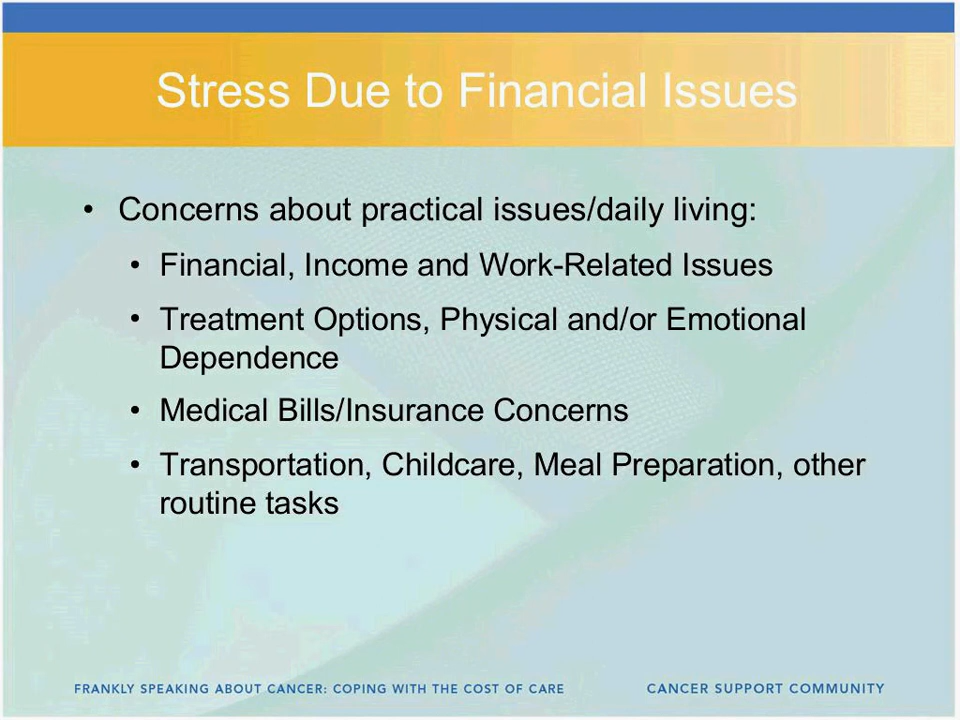 Stress Due to Financial Issues
• Concerns about practical issues/daily living:
• Financial, Income and Work-Related Issues
• Treatment Options, Physical and/or Emotional
Dependence
• Medical Bills/Insurance Concerns
• Transportation, Childcare, Meal Preparation, other
routine tasks
FRANKLY SPEAKING ABOUT CANCER: COPING WITH THE COST OF CARE
CANCER SUPPORT COMMUNITY